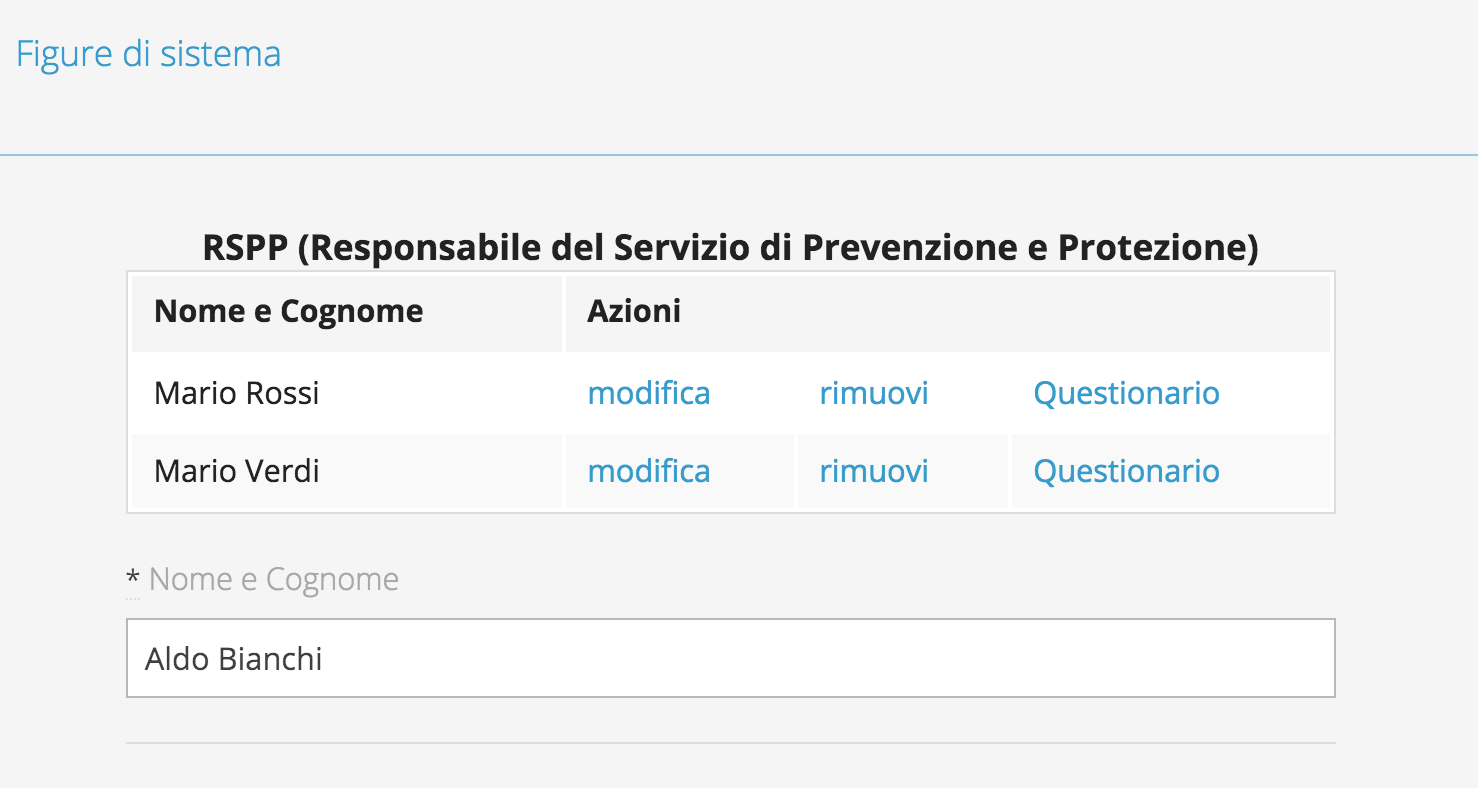 Figure di sistema
RSPP (Responsabile del Servizio di Prevenzione e Protezione)
Nome e Cognome Azioni
Mario Rossi modifica rimuovi Questionario
Mario Verdi modifica rimuovi Questionario
* Nome e Cognome
Aldo Bianchi